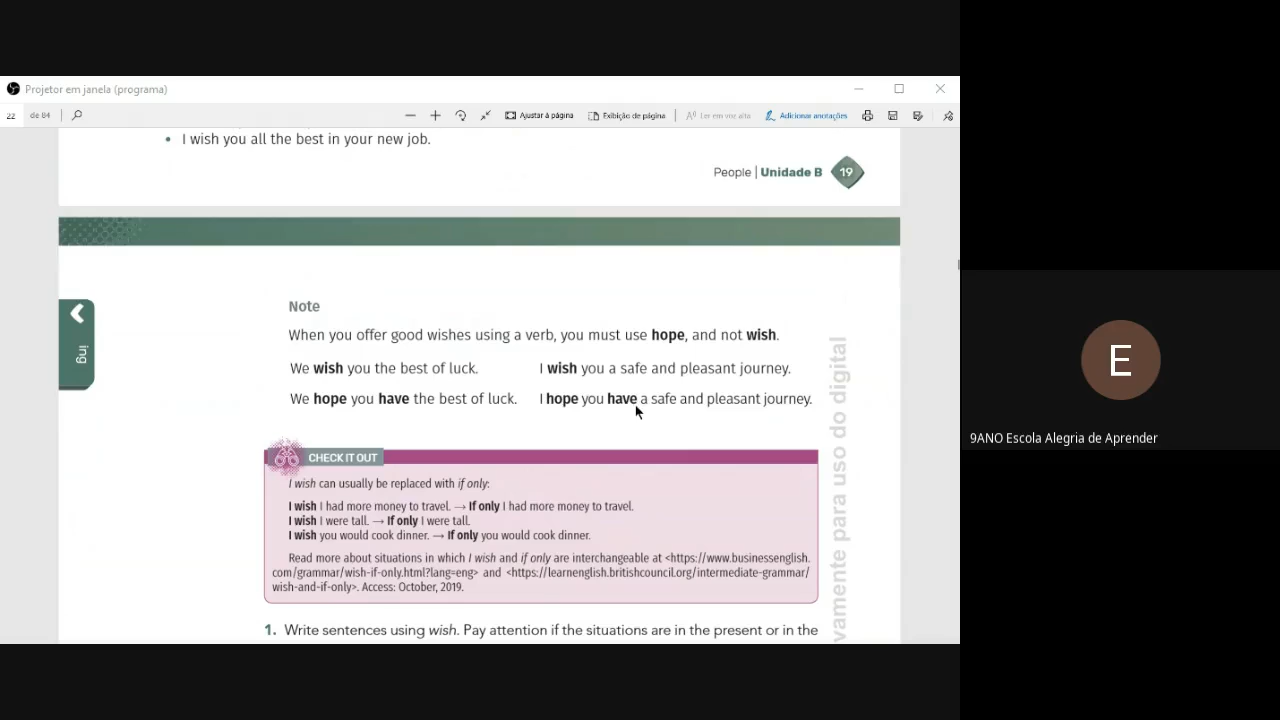 Projetor em janela (programa)
22 de 84 Ajustar à página Exibição de página Ler em voz alta Adicionar anotações
• I wish you all the best in your new job.
People | Unidade B 19
Note
When you offer good wishes using a verb, you must use hope, and not wish.
We wish you the best of luck. I wish you a safe and pleasant journey.
We hope you have the best of luck. I hope you have a safe and pleasant journey.
ing
CHECK IT OUT
I wish can usually be replaced with if only:
I wish I had more money to travel. → If only I had more money to travel.
I wish I were tall. → If only I were tall.
I wish you would cook dinner. → If only you would cook dinner.
Read more about situations in which I wish and if only are interchangeable at <https://www.businessenglish.
com/grammar/wish-if-only.html?lang=eng> and <https://learnenglish.britishcouncil.org/intermediate-grammar/
wish-and-if-only>. Access: October, 2019.
1. Write sentences using wish. Pay attention if the situations are in the present or in the
vamente para uso do digital
E
9ANO Escola Alegria de Aprender